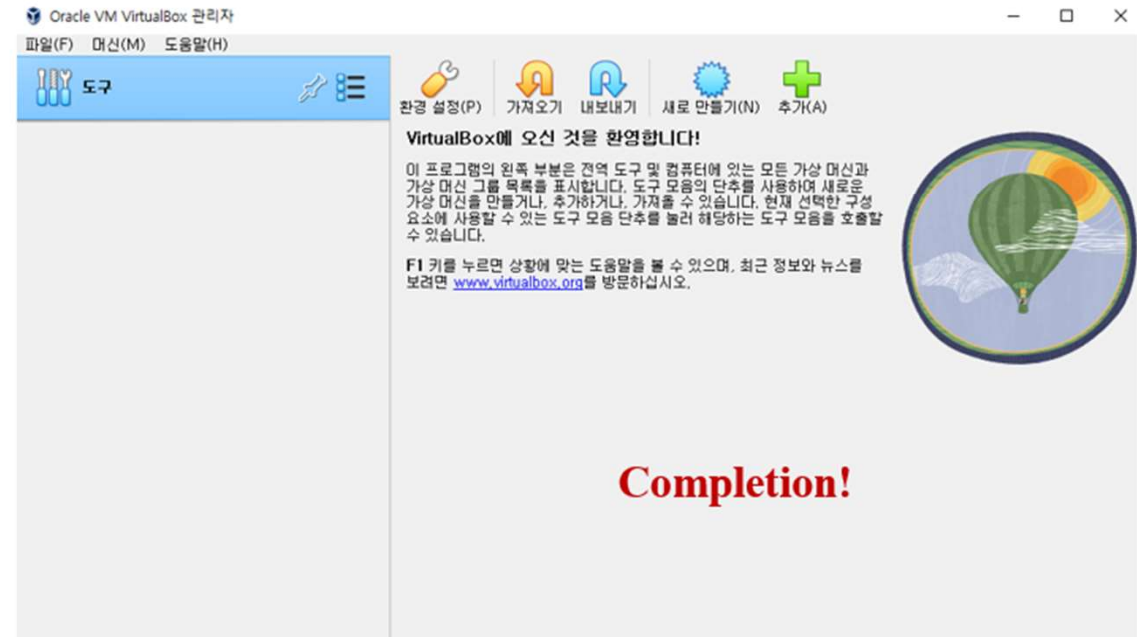 Oracle VM VirtualBox 관리자
파일(F) 머신(M) 도움말(H)
도구
환경 설정(P) 가져오기 내보내기 새로 만들기(N) 추가(A)
VirtualBox에 오신 것을 환영합니다!
이 프로그램의 왼쪽 부분은 전역 도구 및 컴퓨터에 있는 모든 가상 머신과
가상 머신 그룹 목록을 표시합니다. 도구 모음의 단추를 사용하여 새로운
가상 머신을 만들거나, 추가하거나, 가져올 수 있습니다. 현재 선택한 구성
요소에 사용할 수 있는 도구 모음 단추를 눌러 해당하는 도구 모음을 호출할
수 있습니다.
F1 키를 누르면 상황에 맞는 도움말을 볼 수 있으며, 최근 정보와 뉴스를
보려면 www.virtualbox.org를 방문하십시오.
Completion!